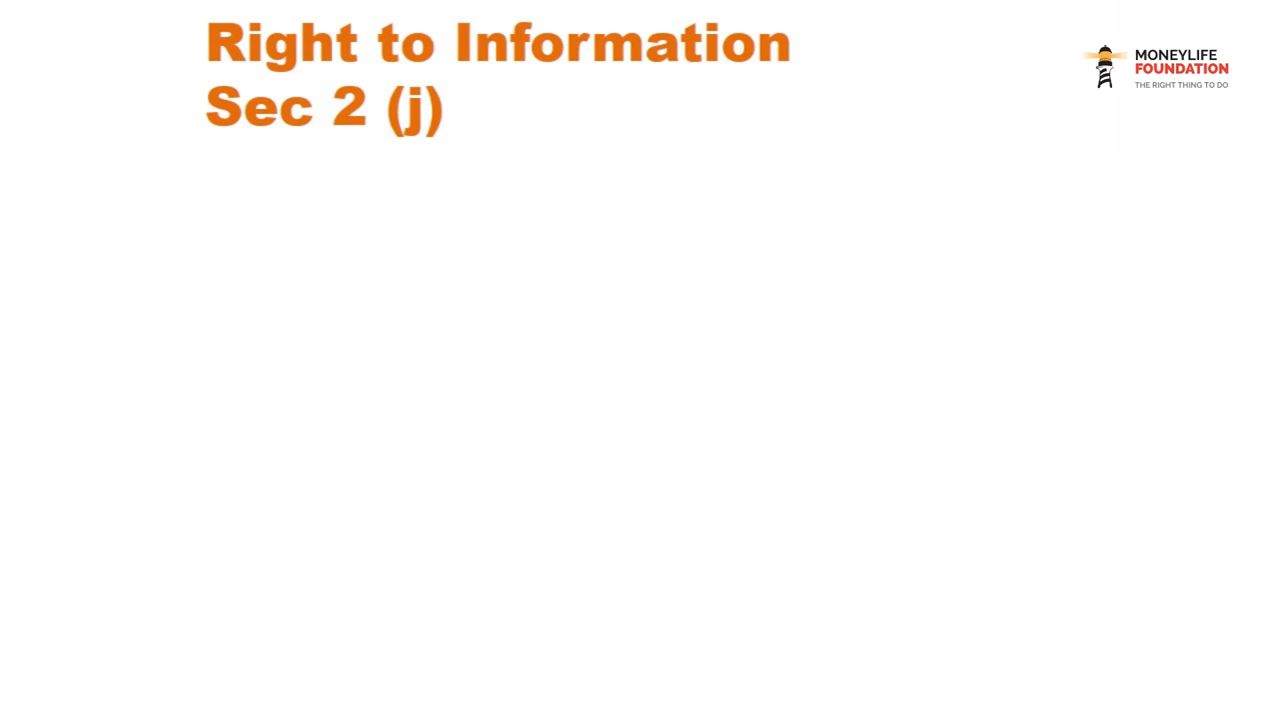 Right to Information
Sec 2 (j)
MONEYLIFE
FOUNDATION
THE RIGHT THING TO DO